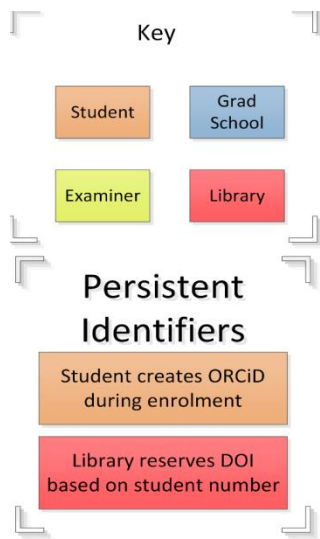 Key
Student
Grad
School
Examiner
Library
Persistent
Identifiers
Student creates ORCiD
during enrolment
Library reserves DOI
based on student number